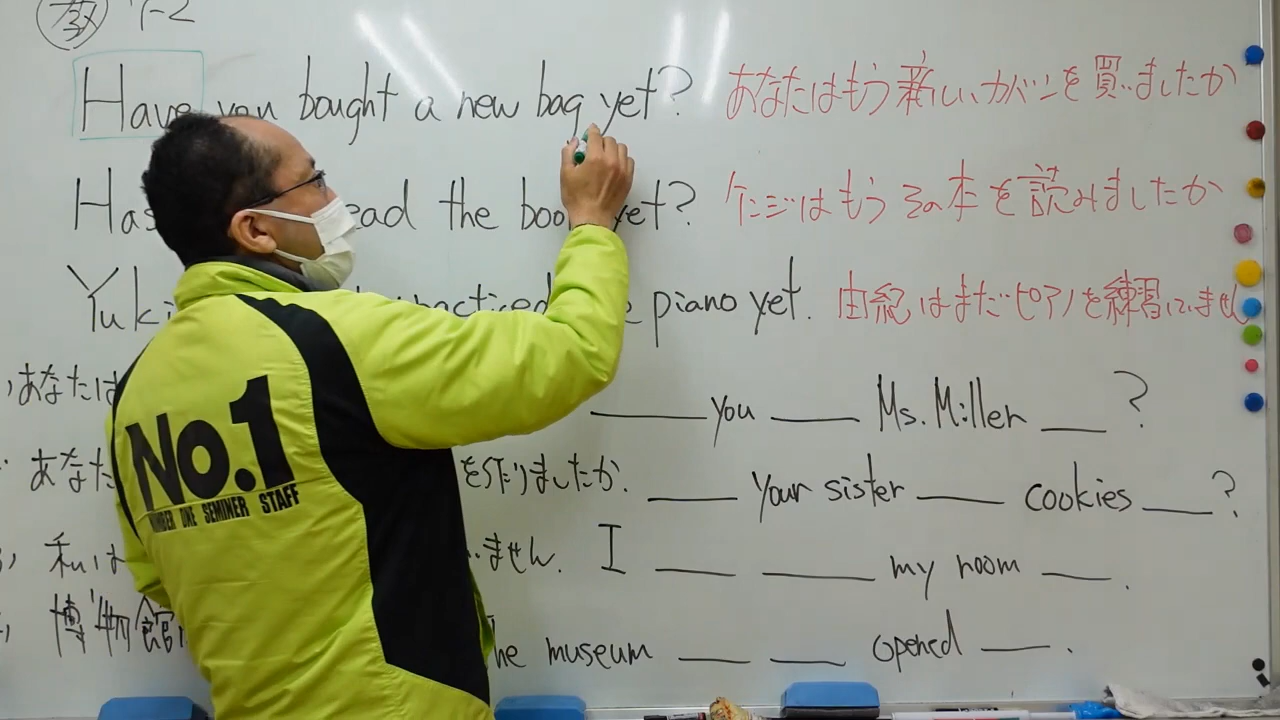 教 7-2
Have you bought a new bag yet? あなたはもう新しいカバンを買いましたか
Has ead the book yet? ケンジはもうその本を読みましたか
Yuki practiced piano yet. 由紀はまだピアノを練習していません
あなたは you Ms. Miller ?
あなた を作りましたか. your sister cookies ?
私は いません. I my room .
博物館 The museum opened .
No.1
NUMBER ONE SEMINER STAFF